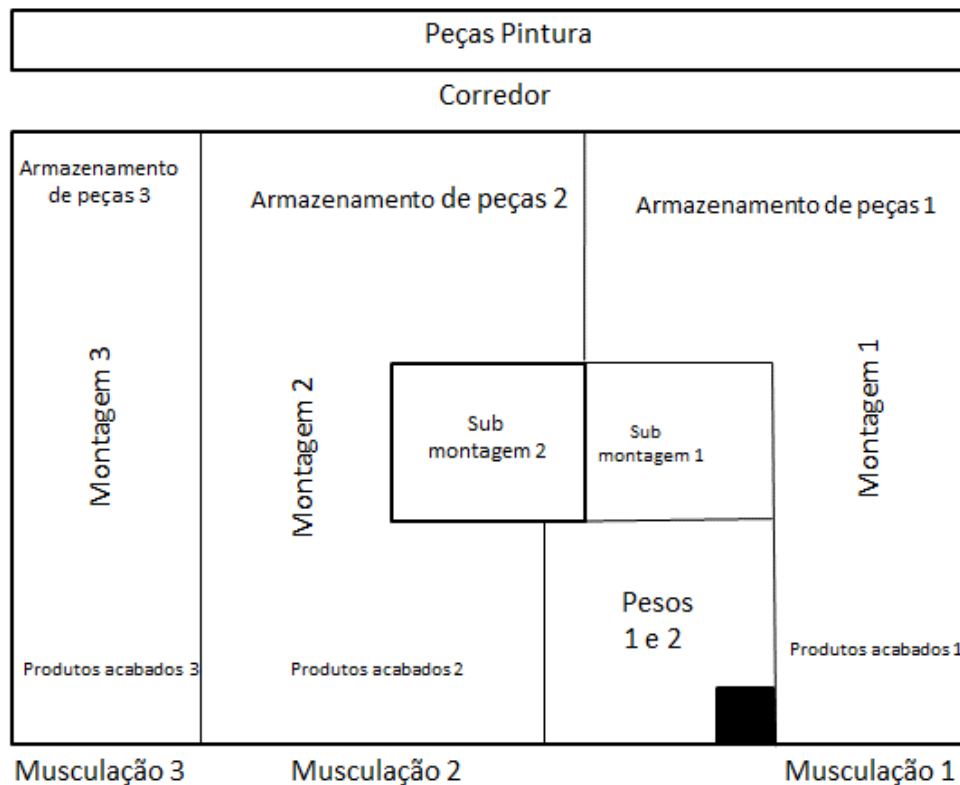 Peças Pintura
Corredor
Armazenamento
de peças 3
Armazenamento de peças 2
Armazenamento de peças 1
Montagem 3
Montagem 2
Sub
montagem 2
Sub
montagem 1
Montagem 1
Pesos
1 e 2
Produtos acabados 3
Produtos acabados 2
Produtos acabados 1
Musculação 3
Musculação 2
Musculação 1